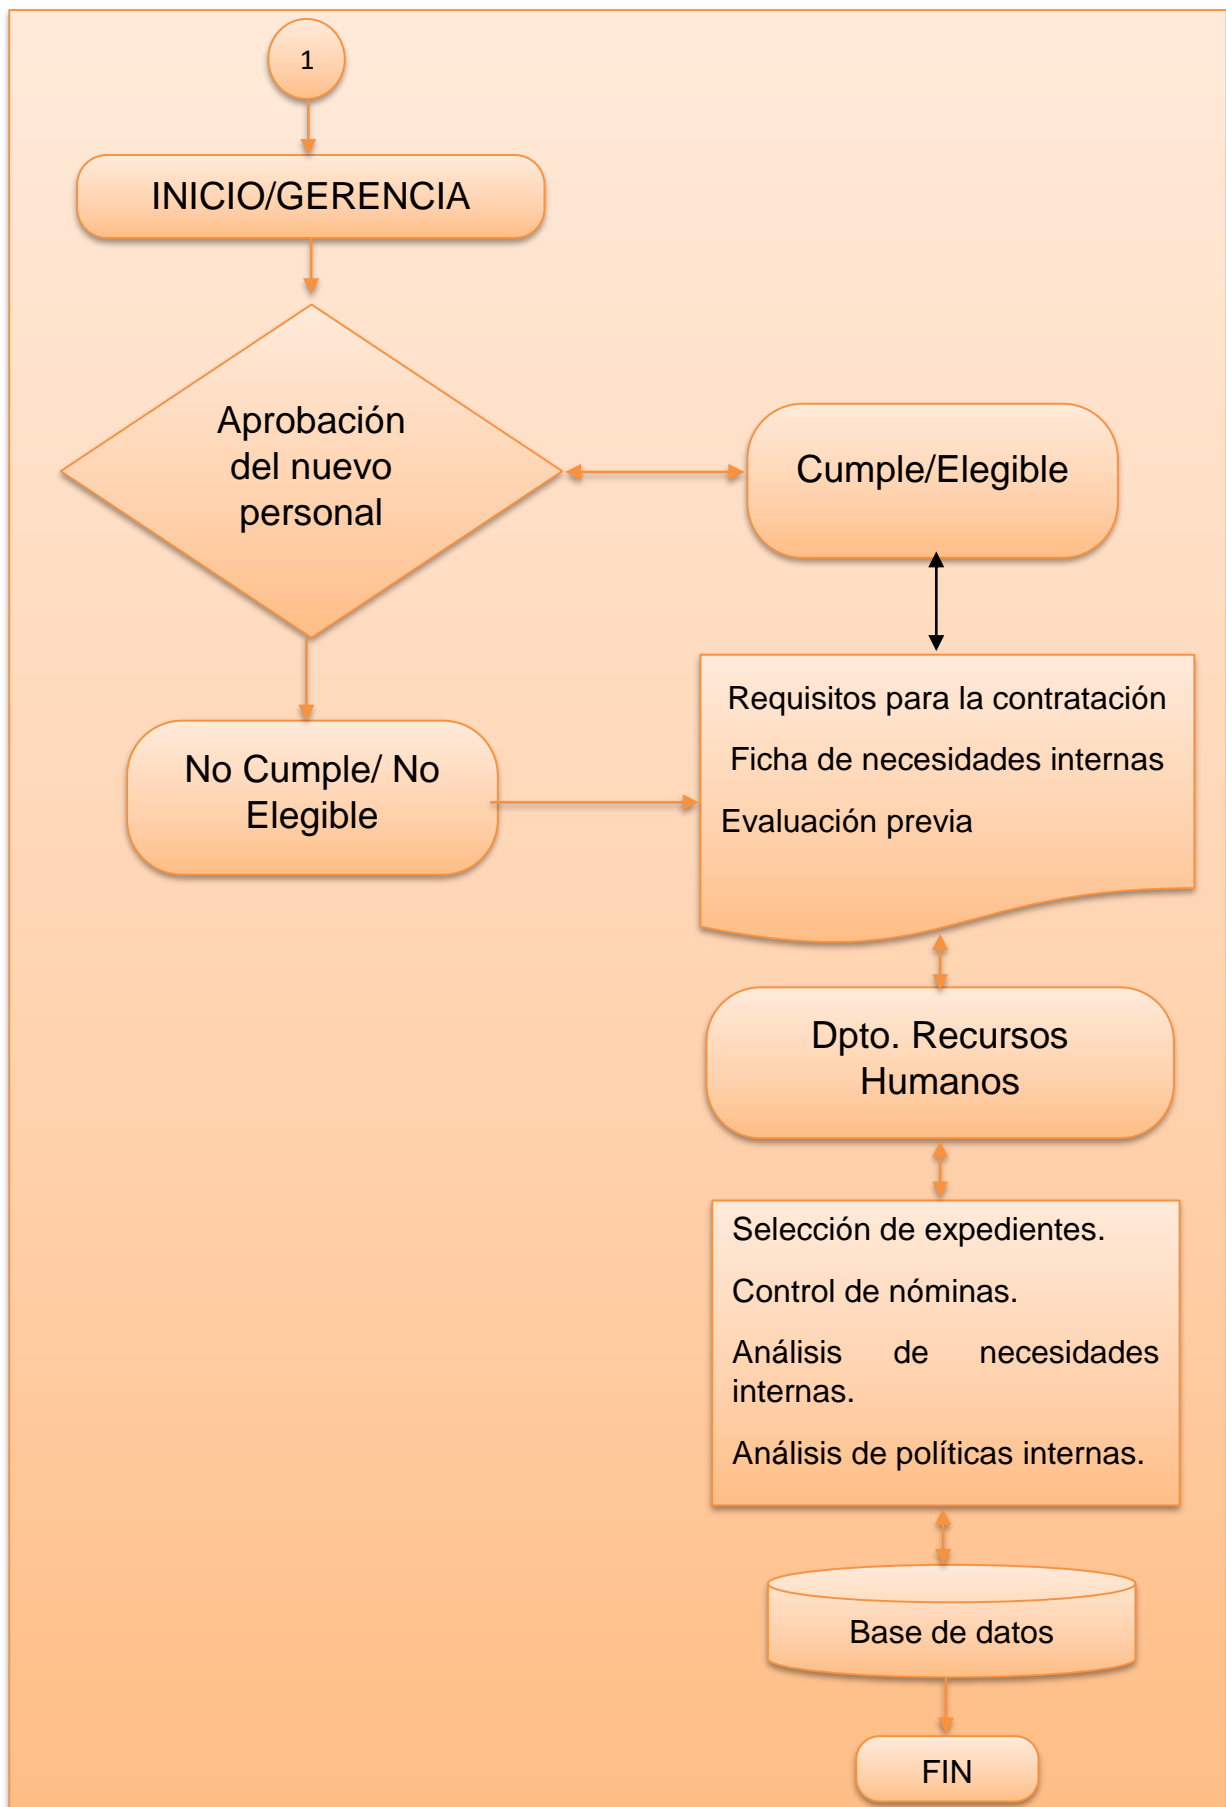 1
INICIO/GERENCIA
Aprobación
del nuevo
personal
Cumple/Elegible
No Cumple/ No
Elegible
Requisitos para la contratación
Ficha de necesidades internas
Evaluación previa
Dpto. Recursos
Humanos
Selección de expedientes.
Control de nóminas.
Análisis de necesidades
internas.
Análisis de políticas internas.
Base de datos
FIN